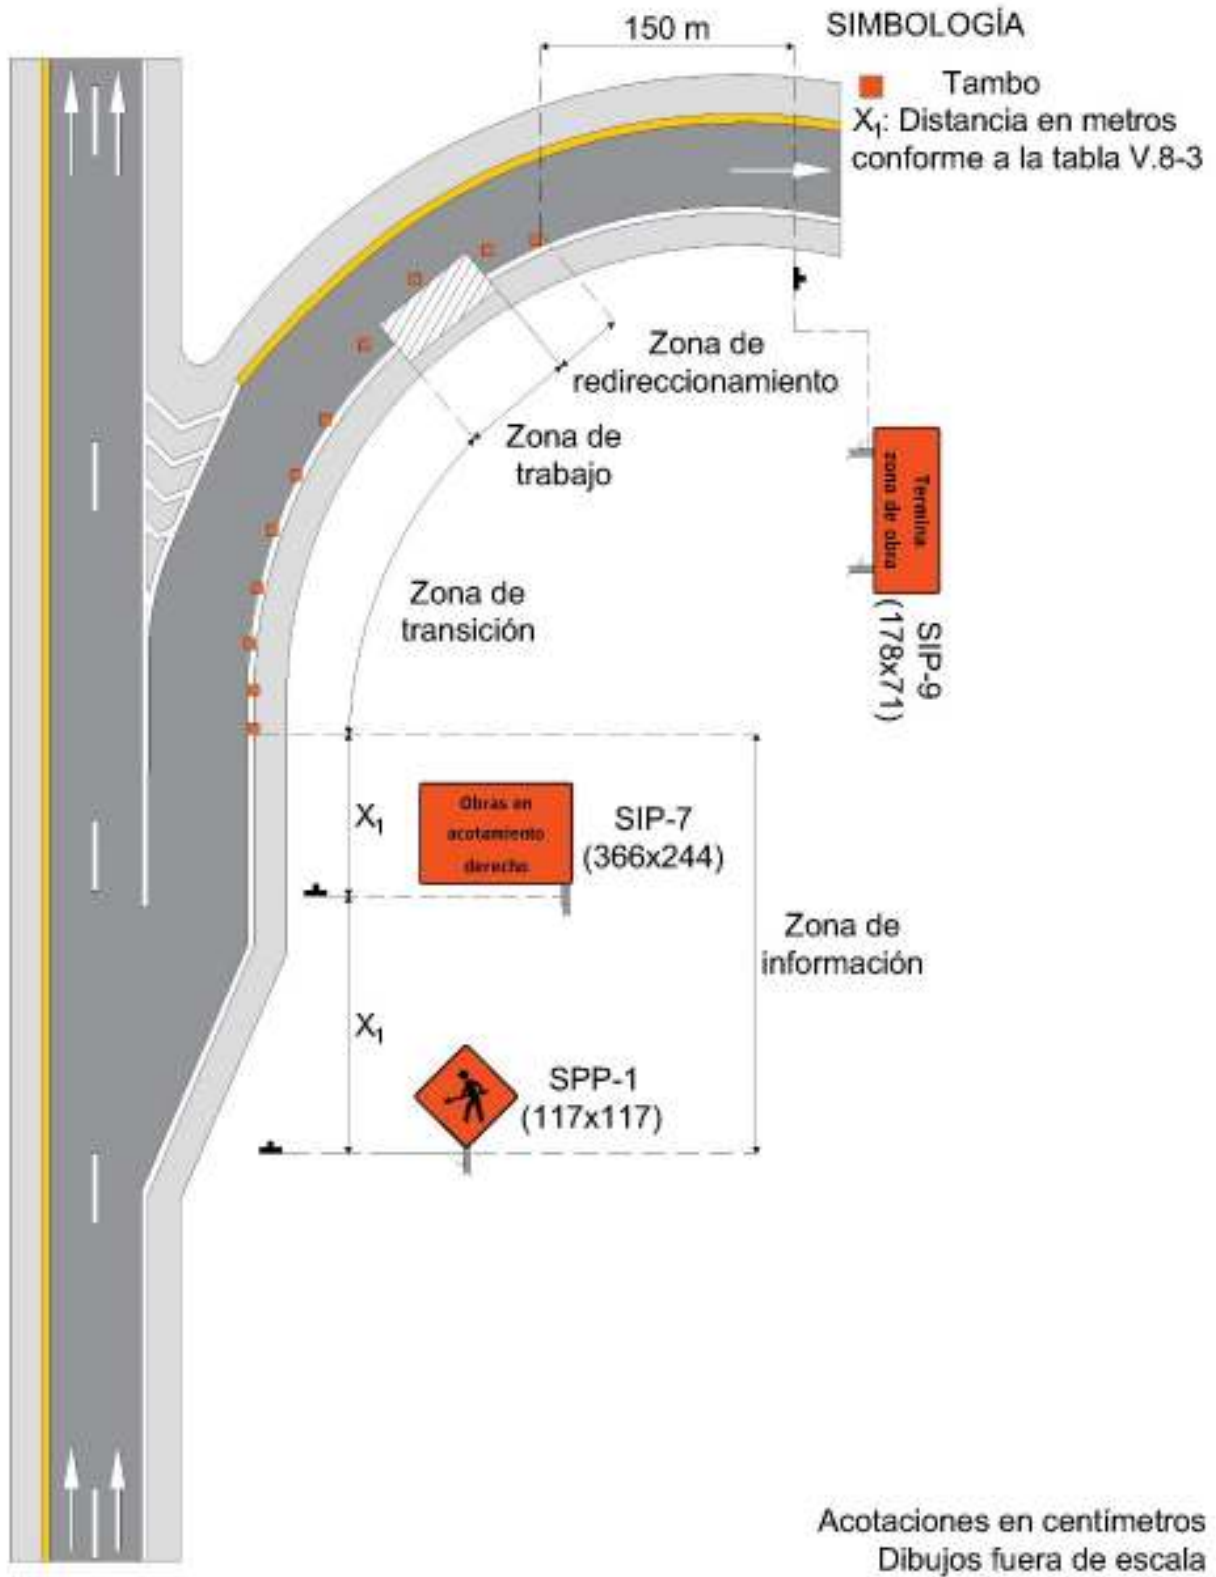 150 m
SIMBOLOGÍA
Tambo
X₁: Distancia en metros
conforme a la tabla V.8-3
Zona de
redireccionamiento
Zona de
trabajo
Termina
zona de obra
SIP-9
(178x71)
Zona de
transición
X₁
Obras en
acotamiento
derecho
SIP-7
(366x244)
Zona de
información
X₁
SPP-1
(117x117)
Acotaciones en centímetros
Dibujos fuera de escala